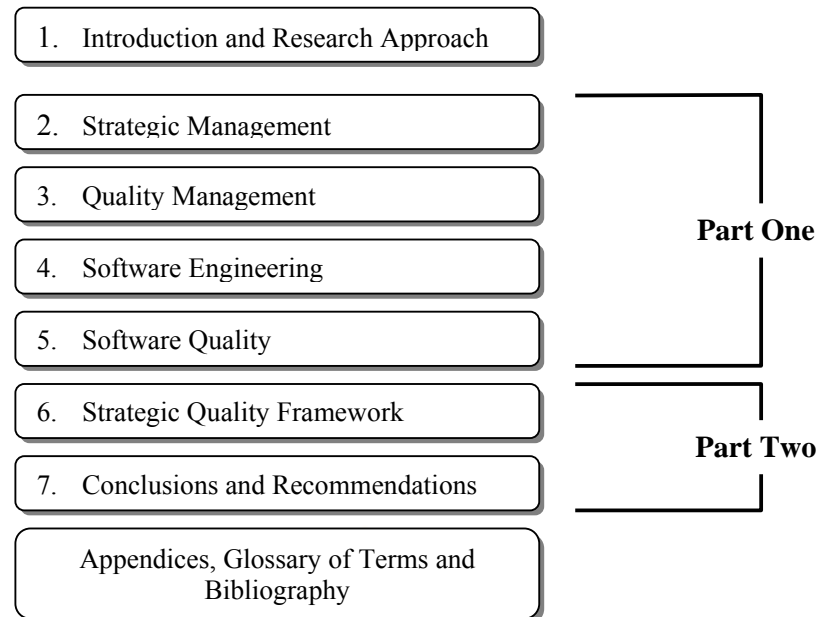 1. Introduction and Research Approach
2. Strategic Management
3. Quality Management
4. Software Engineering
5. Software Quality
Part One
6. Strategic Quality Framework
7. Conclusions and Recommendations
Part Two
Appendices, Glossary of Terms and
Bibliography